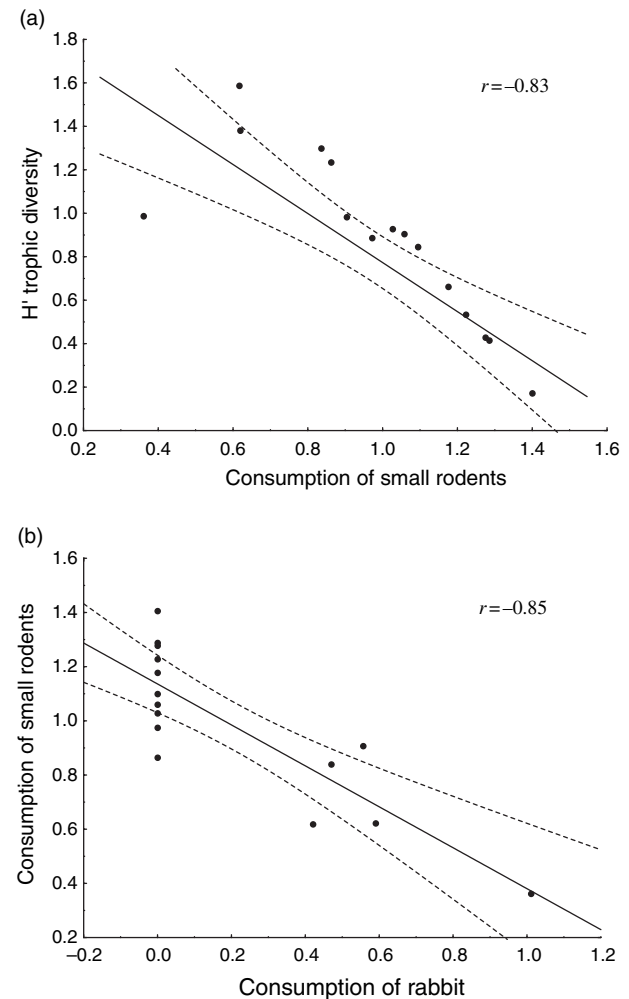 (a)
1.8
1.6
1.4
1.2
1.0
0.8
0.6
0.4
0.2
0.0
H' trophic diversity
r=–0.83
0.2 0.4 0.6 0.8 1.0 1.2 1.4 1.6
Consumption of small rodents
(b)
1.6
1.4
1.2
1.0
0.8
0.6
0.4
0.2
Consumption of small rodents
r=–0.85
–0.2 0.0 0.2 0.4 0.6 0.8 1.0 1.2
Consumption of rabbit